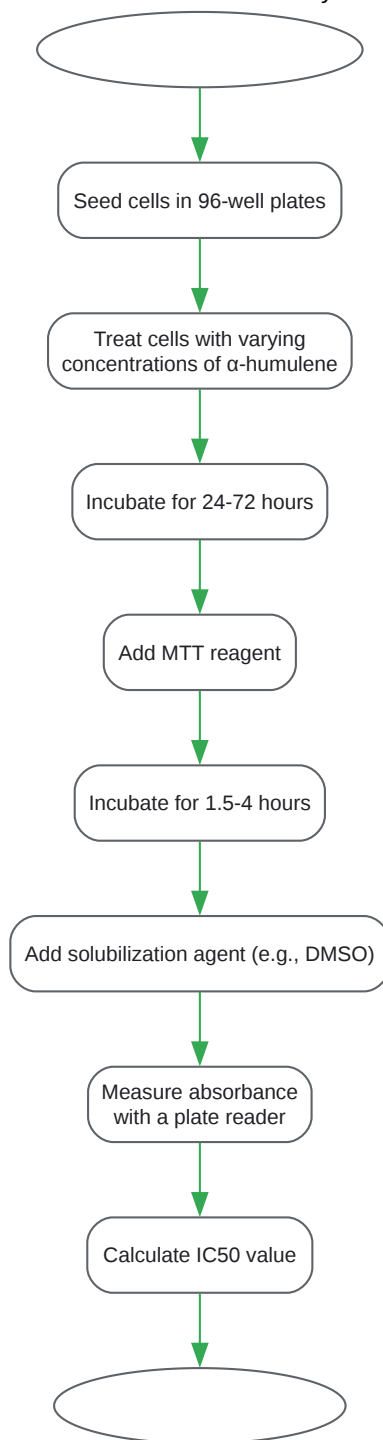 Seed cells in 96-well plates
Treat cells with varying
concentrations of α-humulene
Incubate for 24-72 hours
Add MTT reagent
Incubate for 1.5-4 hours
Add solubilization agent (e.g., DMSO)
Measure absorbance
with a plate reader
Calculate IC50 value